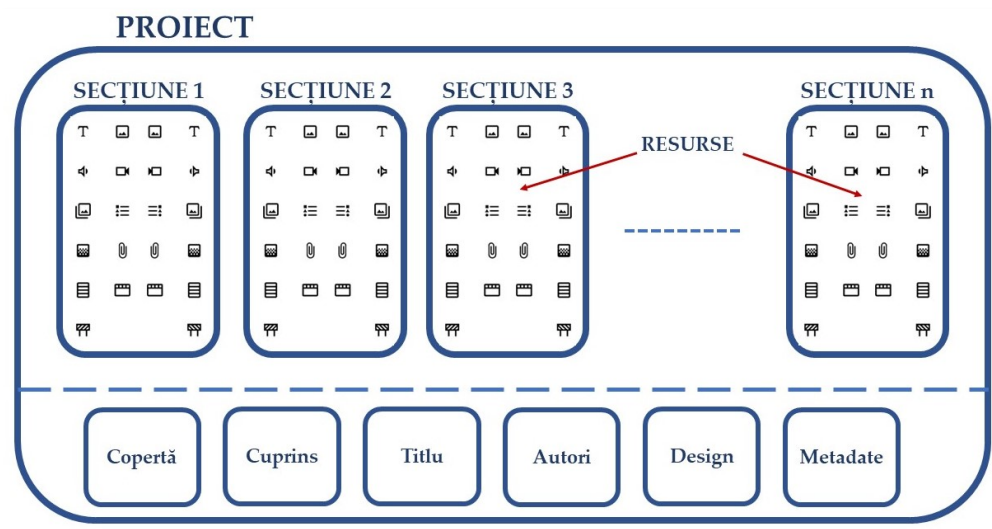 PROIECT
SECȚIUNE 1
SECȚIUNE 2
SECȚIUNE 3
SECȚIUNE n
RESURSE
Copertă
Cuprins
Titlu
Autori
Design
Metadate